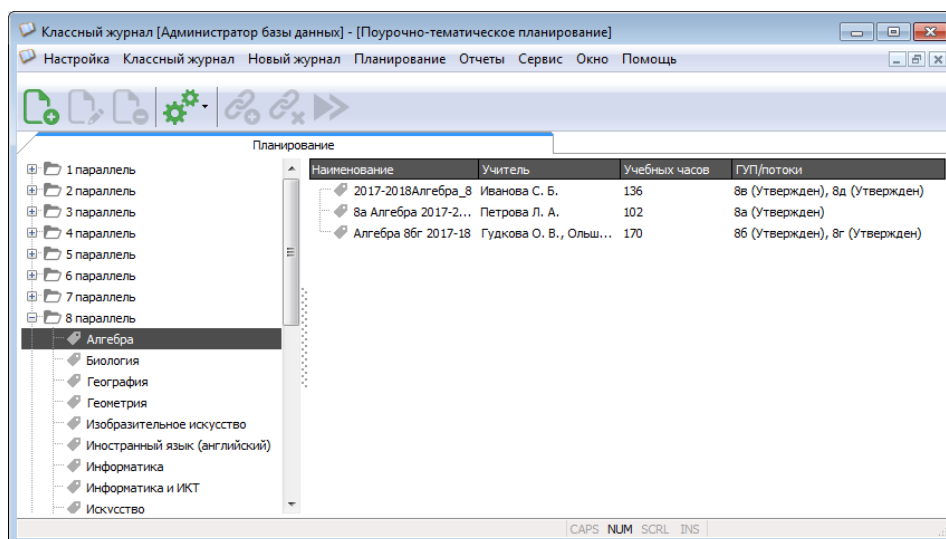 Классный журнал [Администратор базы данных] - [Поурочно-тематическое планирование]
Настройка Классный журнал Новый журнал Планирование Отчеты Сервис Окно Помощь
Планирование
1 параллель
2 параллель
3 параллель
4 параллель
5 параллель
6 параллель
7 параллель
8 параллель
Алгебра
Биология
География
Геометрия
Изобразительное искусство
Иностранный язык (английский)
Информатика
Информатика и ИКТ
Искусство
Наименование Учитель Учебных часов ГУП/потоки
2017-2018Алгебра_8 Иванова С. Б. 136 8в (Утвержден), 8д (Утвержден)
8а Алгебра 2017-2... Петрова Л. А. 102 8а (Утвержден)
Алгебра 8бг 2017-18 Гудкова О. В., Ольш... 170 8б (Утвержден), 8г (Утвержден)
CAPS NUM SCRL INS